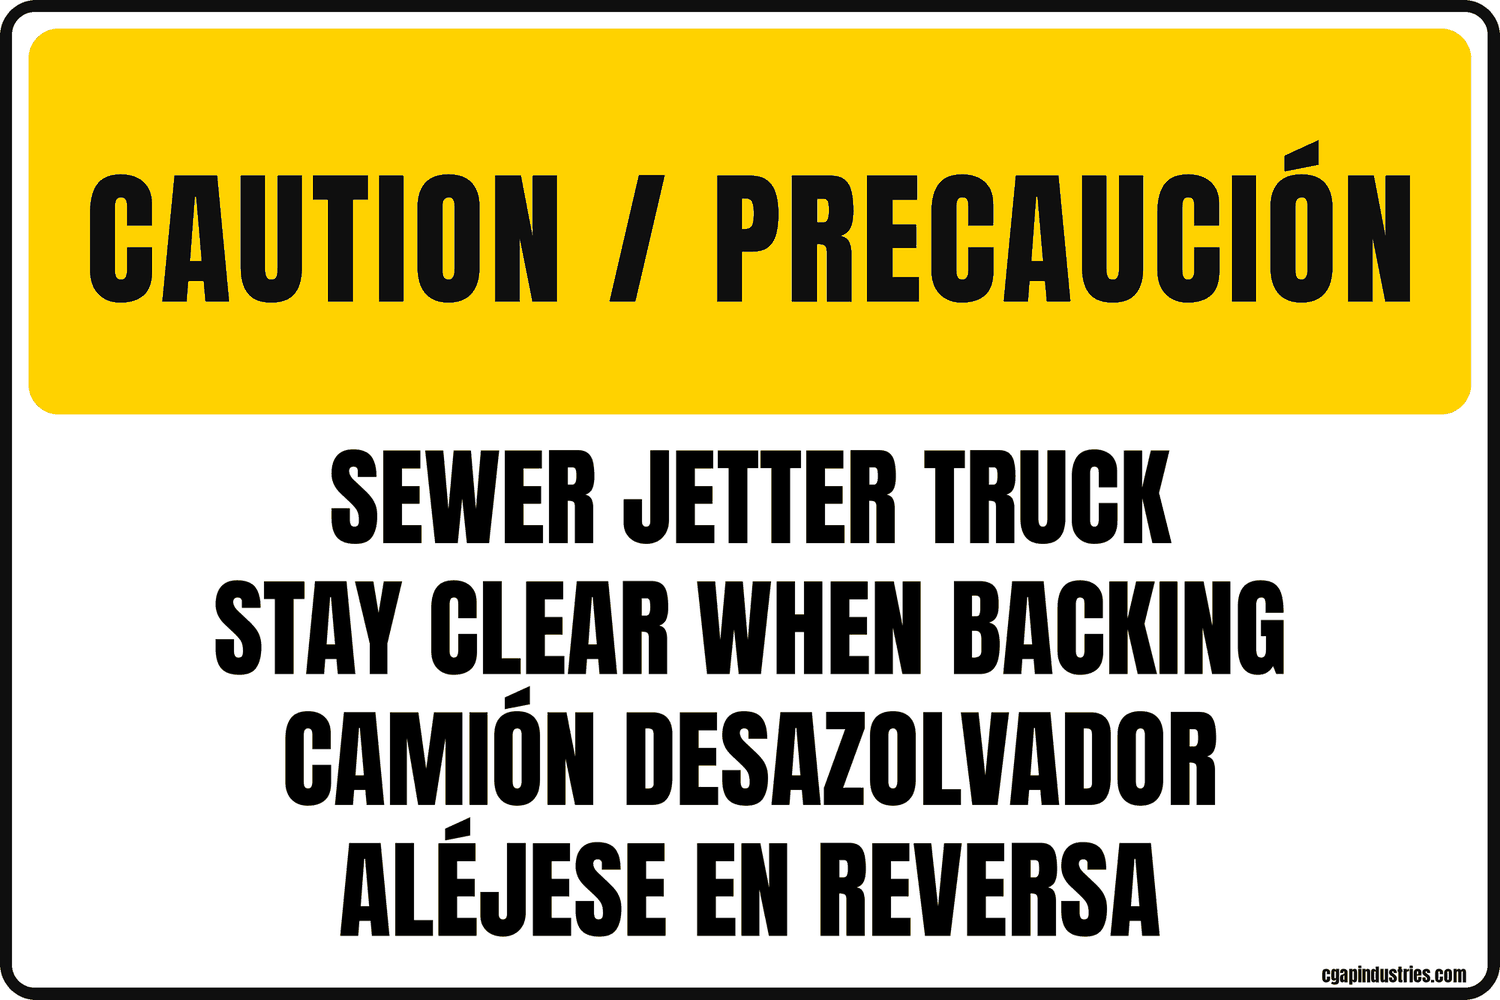 CAUTION / PRECAUCIÓN
SEWER JETTER TRUCK
STAY CLEAR WHEN BACKING
CAMIÓN DESAZOLVADOR
ALÉJESE EN REVERSA
cgapindustries.com